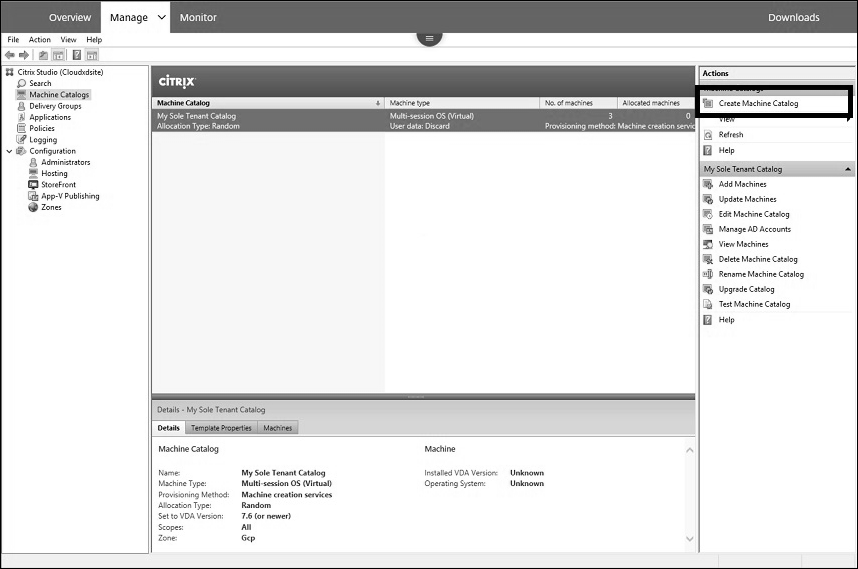 Overview Manage Monitor Downloads
File Action View Help
Citrix Studio (Cloudxdsite)
Search
Machine Catalogs
Delivery Groups
Applications
Policies
Logging
Configuration
Administrators
Hosting
StoreFront
App-V Publishing
Zones
CITRIX
Machine Catalog Machine type No. of machines Allocated machines
My Sole Tenant Catalog Multi-session OS (Virtual) 3 0
Allocation Type: Random User data: Discard Provisioning method: Machine creation servic
Details - My Sole Tenant Catalog
Details Template Properties Machines
Machine Catalog Machine
Name: My Sole Tenant Catalog Installed VDA Version: Unknown
Machine Type: Multi-session OS (Virtual) Operating System: Unknown
Provisioning Method: Machine creation services
Allocation Type: Random
Set to VDA Version: 7.6 (or newer)
Scopes: All
Zone: Gcp
Actions
Machine Catalogs
Create Machine Catalog
View
Refresh
Help
My Sole Tenant Catalog
Add Machines
Update Machines
Edit Machine Catalog
Manage AD Accounts
View Machines
Delete Machine Catalog
Rename Machine Catalog
Upgrade Catalog
Test Machine Catalog
Help